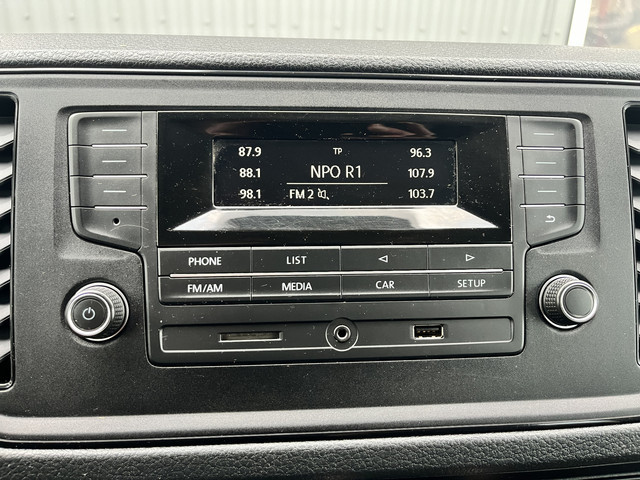 87.9 TP 96.3
88.1 NPO R1 107.9
98.1 FM 2 103.7
PHONE LIST
FM/AM MEDIA CAR SETUP